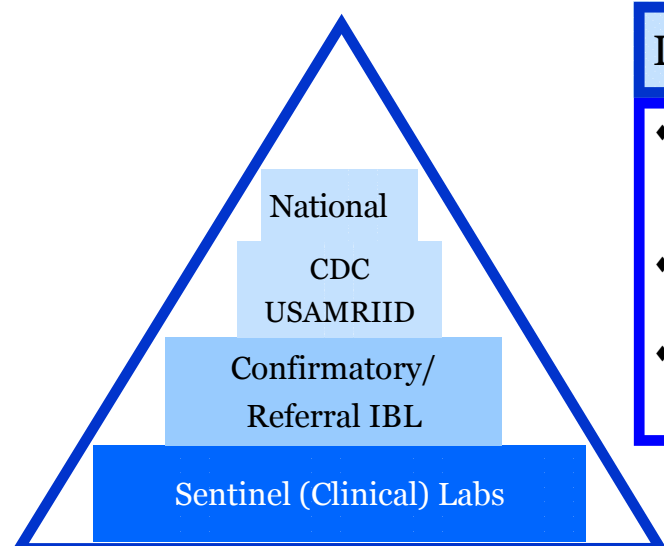 National
CDC
USAMRIID
Confirmatory/
Referral IBL
Sentinel (Clinical) Labs